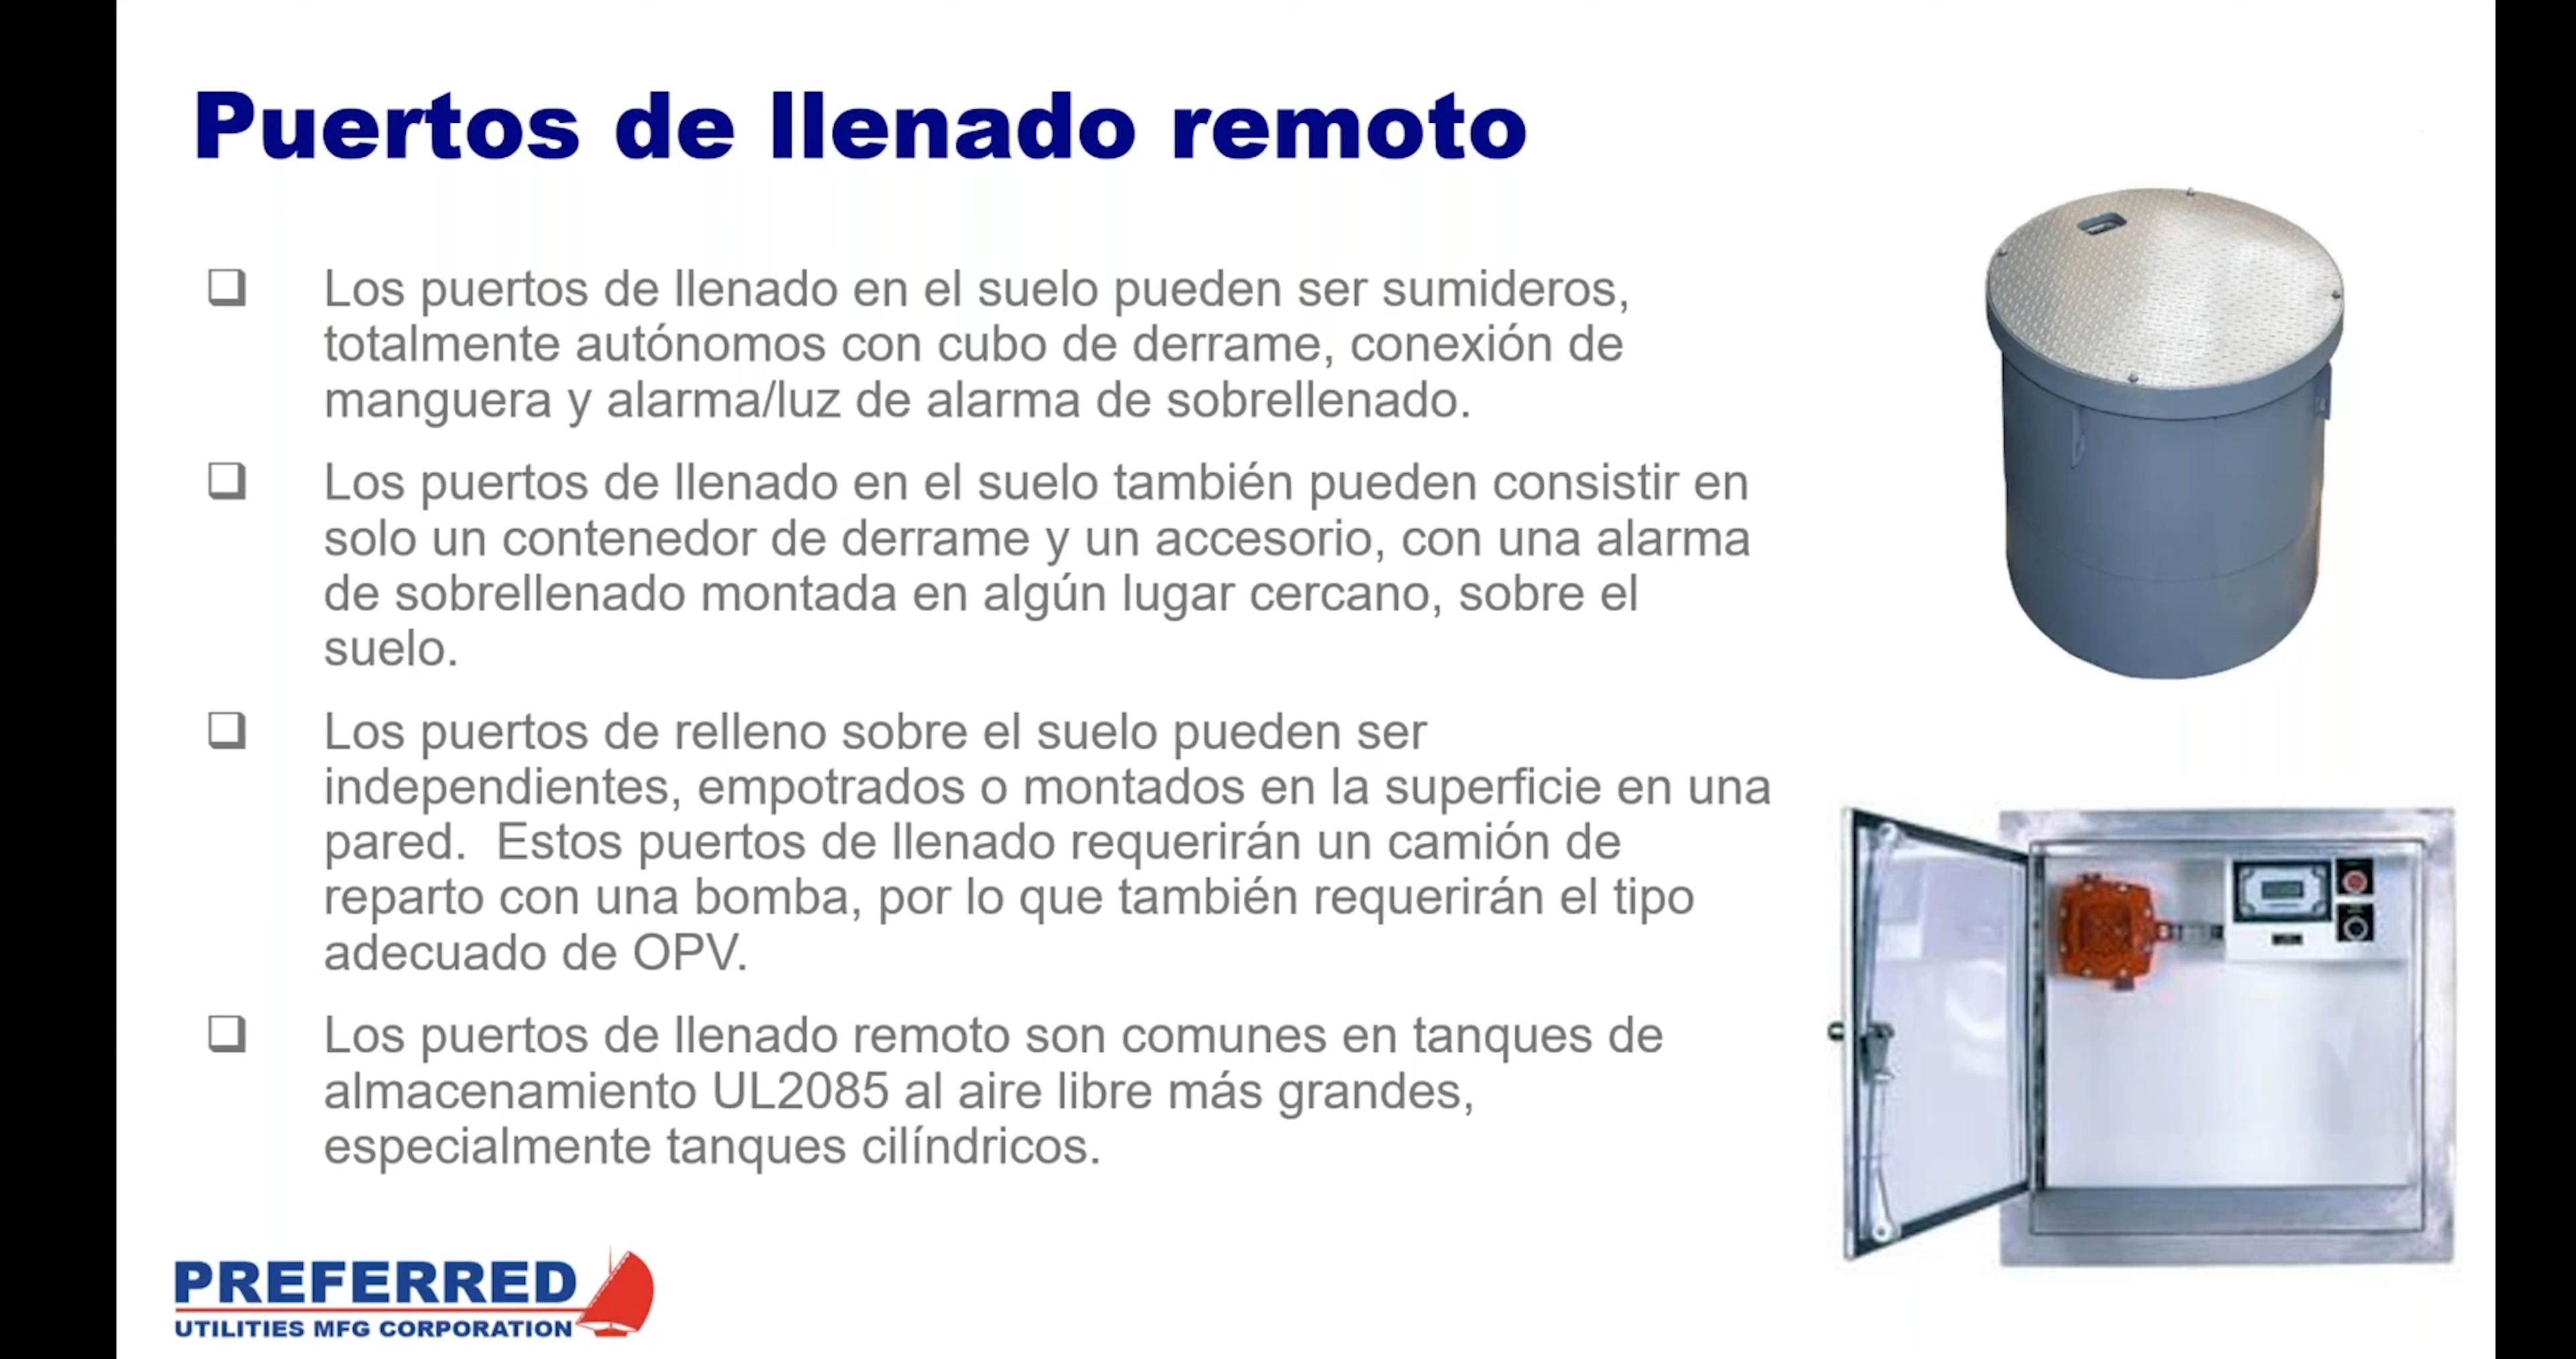 Puertos de llenado remoto
Los puertos de llenado en el suelo pueden ser sumideros,
totalmente autónomos con cubo de derrame, conexión de
manguera y alarma/luz de alarma de sobrellenado.
Los puertos de llenado en el suelo también pueden consistir en
solo un contenedor de derrame y un accesorio, con una alarma
de sobrellenado montada en algún lugar cercano, sobre el
suelo.
Los puertos de relleno sobre el suelo pueden ser
independientes, empotrados o montados en la superficie en una
pared.  Estos puertos de llenado requerirán un camión de
reparto con una bomba, por lo que también requerirán el tipo
adecuado de OPV.
Los puertos de llenado remoto son comunes en tanques de
almacenamiento UL2085 al aire libre más grandes,
especialmente tanques cilíndricos.
PREFERRED
UTILITIES MFG CORPORATION